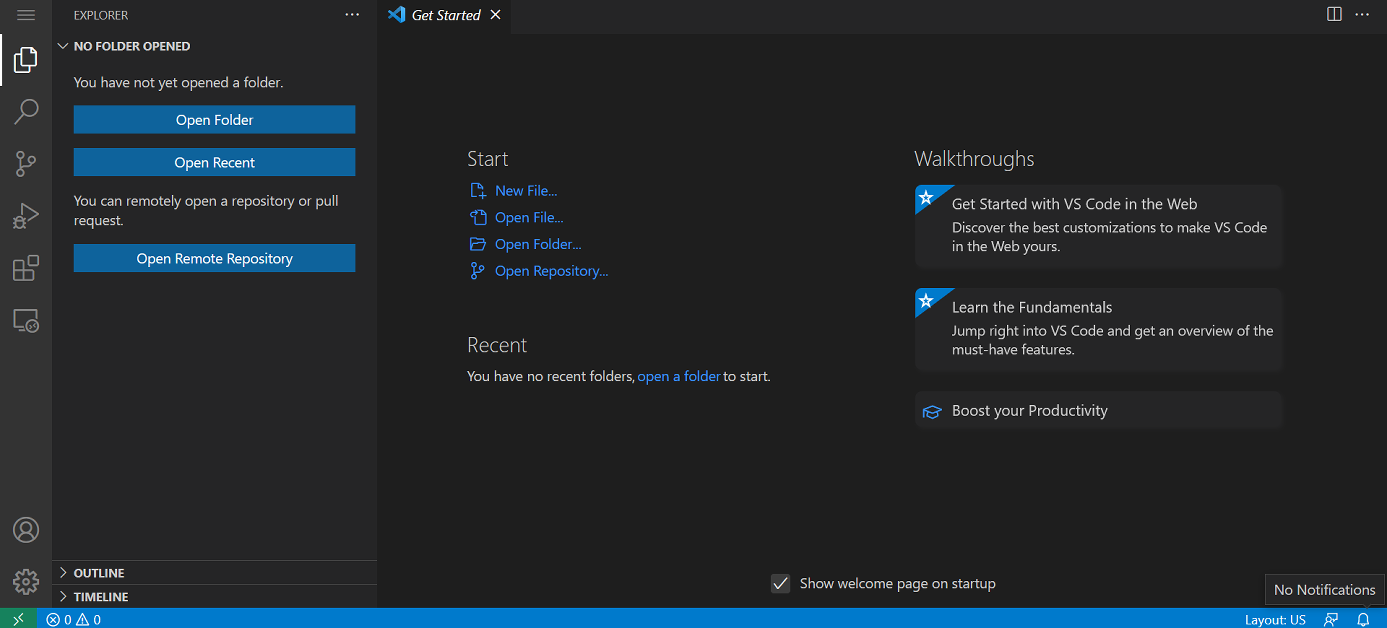 EXPLORER
Get Started
NO FOLDER OPENED
You have not yet opened a folder.
Open Folder
Open Recent
You can remotely open a repository or pull
request.
Open Remote Repository
OUTLINE
TIMELINE
Start
New File...
Open File...
Open Folder...
Open Repository...
Recent
You have no recent folders, open a folder to start.
Walkthroughs
Get Started with VS Code in the Web
Discover the best customizations to make VS Code
in the Web yours.
Learn the Fundamentals
Jump right into VS Code and get an overview of the
must-have features.
Boost your Productivity
Show welcome page on startup
No Notifications
0 0
Layout: US